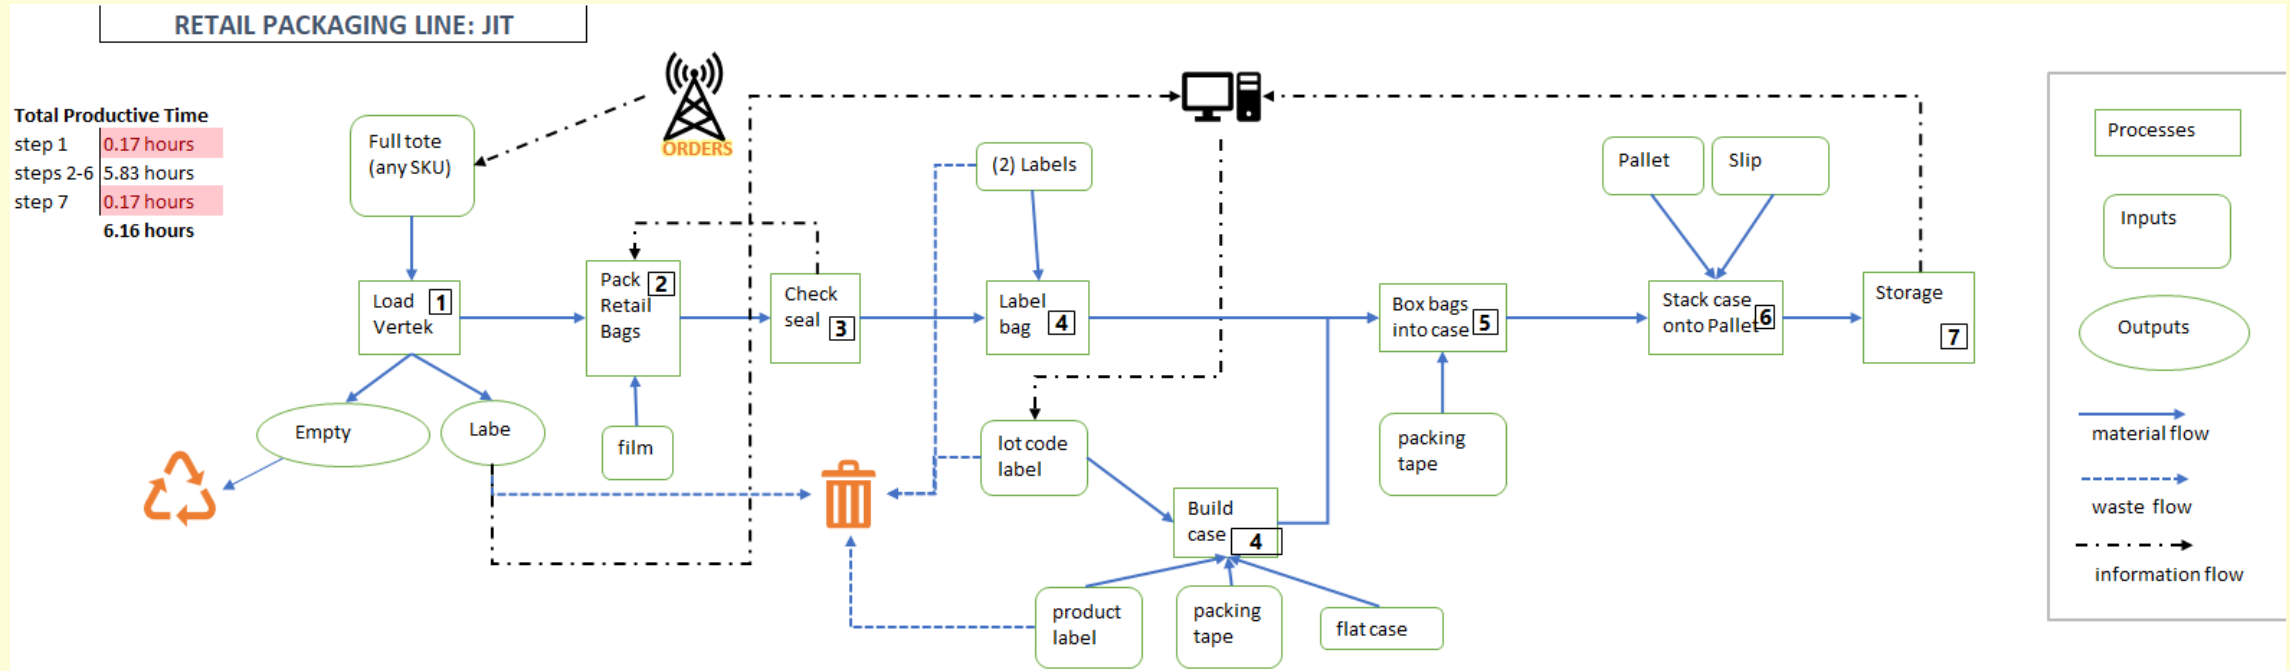 RETAIL PACKAGING LINE: JIT
Total Productive Time
step 1 0.17 hours
steps 2-6 5.83 hours
step 7 0.17 hours
6.16 hours
Full tote
(any SKU)
ORDERS
(2) Labels
Pallet
Slip
Load
Vertek
1
Pack
Retail
Bags
2
Check
seal
3
Label
bag
4
Box bags
into case
5
Stack case
onto Pallet
6
Storage
7
Empty
Labe
film
lot code
label
packing
tape
Build
case
4
product
label
packing
tape
flat case
Processes
Inputs
Outputs
material flow
waste flow
information flow